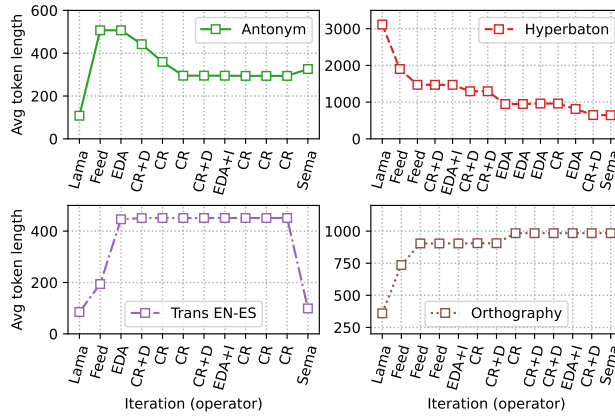 600
400
200
0
Avg token length
Antonym
Lama Feed EDA CR+D CR CR CR+D EDA+I CR CR CR Sema
3000
2000
1000
0
Hyperbaton
Lama Feed Feed CR+D EDA+I CR+D CR+D EDA EDA EDA CR EDA CR+D Sema
400
200
0
Avg token length
Trans EN-ES
Lama Feed EDA CR+D CR CR CR+D EDA+I CR CR CR Sema
Iteration (operator)
1000
750
500
250
Orthography
Lama Feed Feed Feed EDA+I CR CR+D CR CR+D CR+D EDA+I CR+D Sema
Iteration (operator)